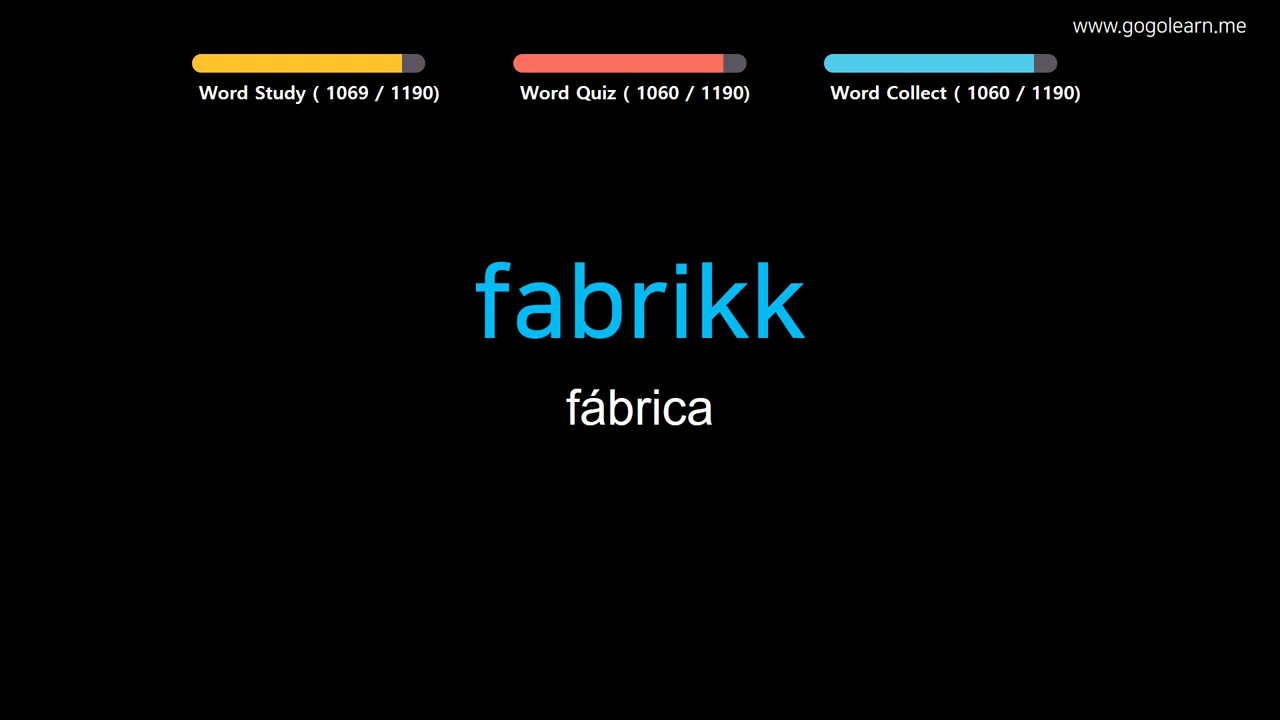 www.gogolearn.me
Word Study ( 1069 / 1190)
Word Quiz ( 1060 / 1190)
Word Collect ( 1060 / 1190)
fabrikk
fábrica